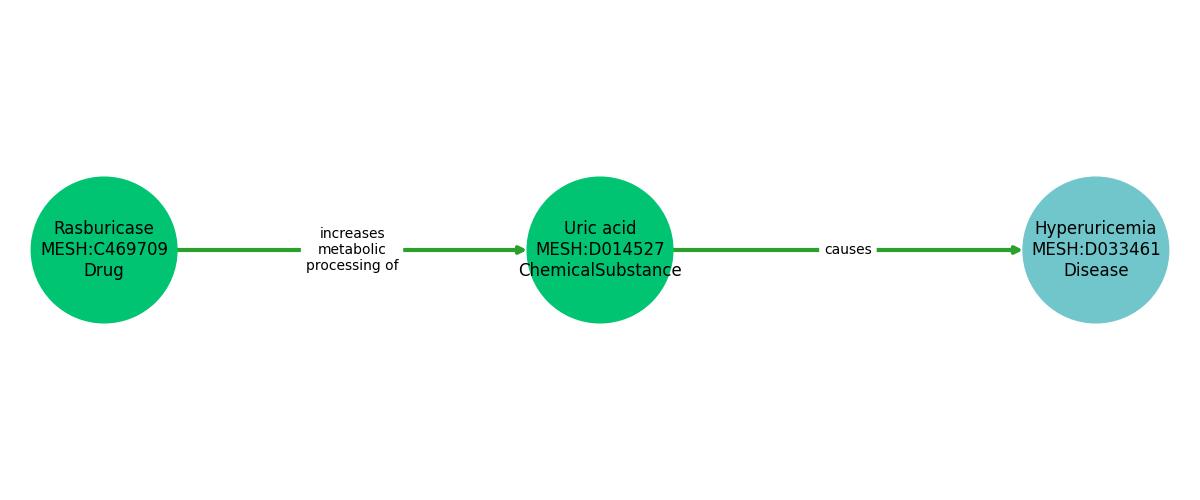 Rasburicase
MESH:C469709
Drug
increases
metabolic
processing of
Uric acid
MESH:D014527
ChemicalSubstance
causes
Hyperuricemia
MESH:D033461
Disease